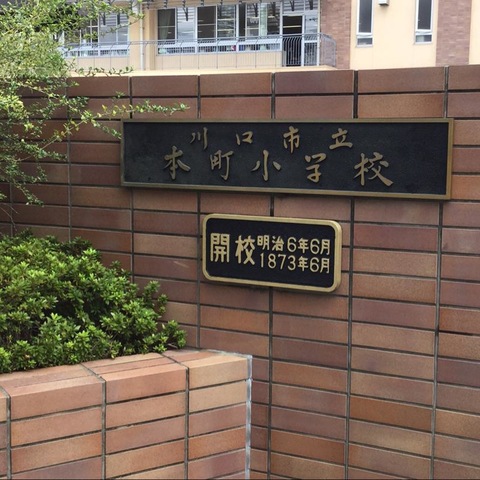 川口市立
本町小学校
開校 明治6年6月
1873年6月